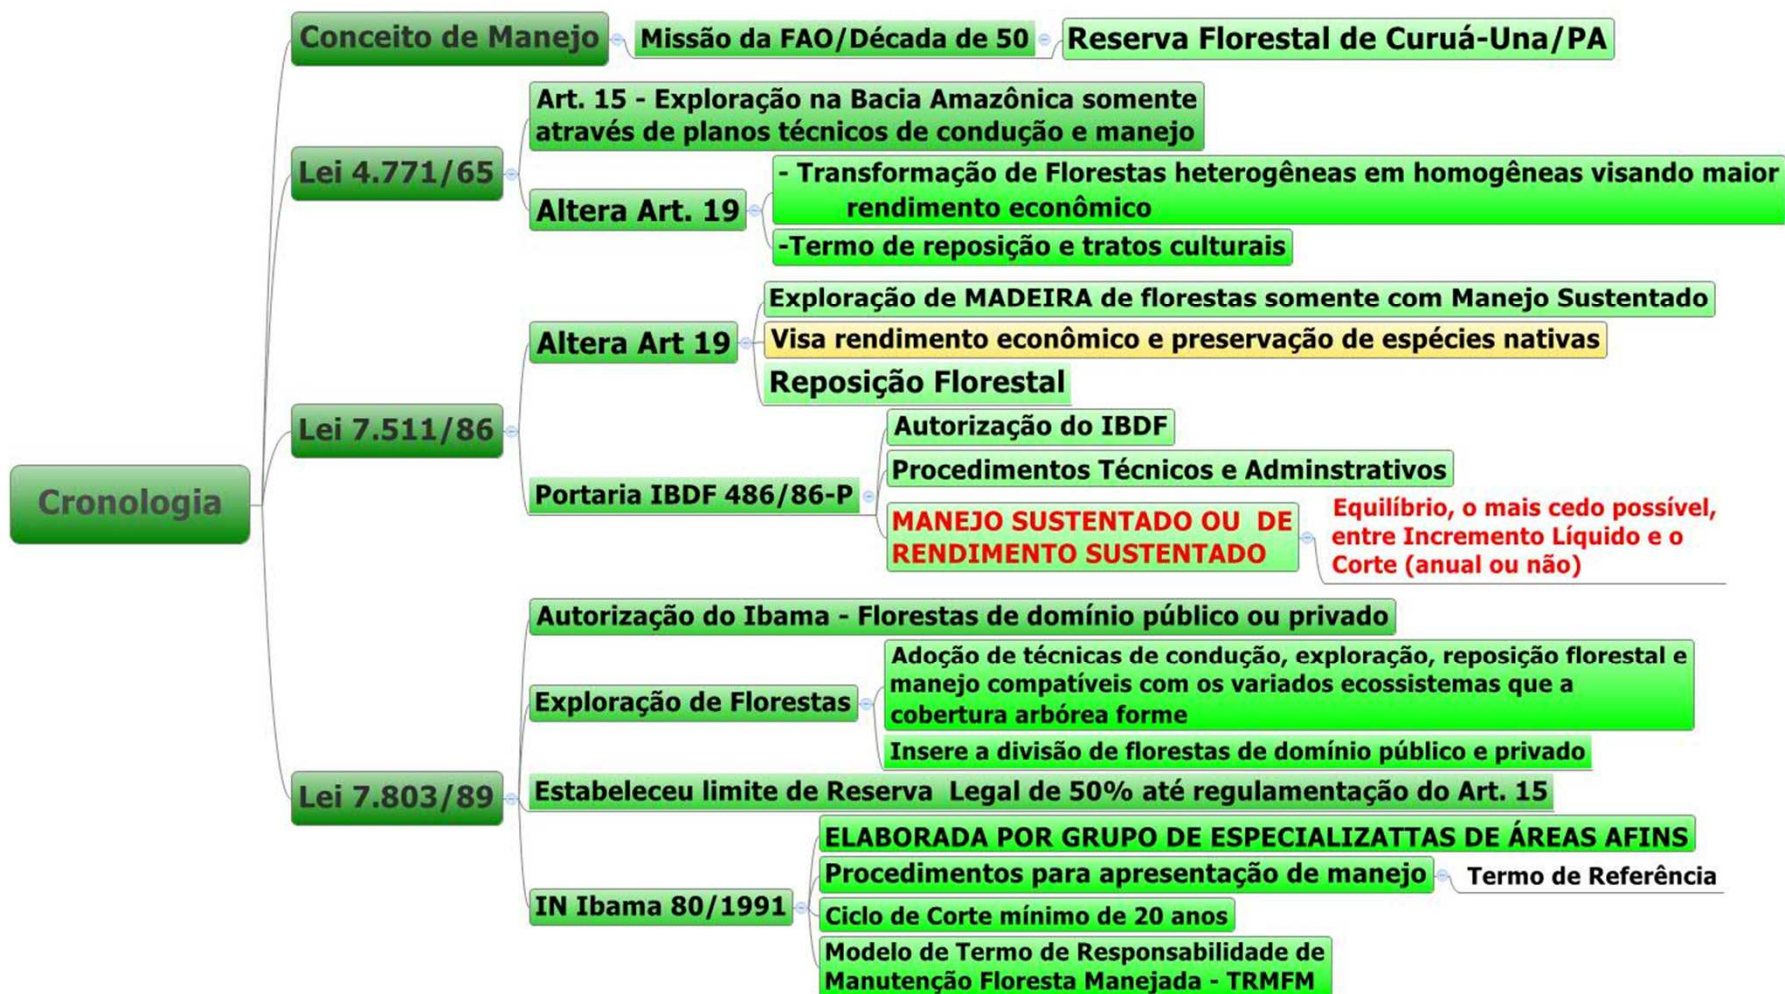 Cronologia
Conceito de Manejo
Missão da FAO/Década de 50
Reserva Florestal de Curuá-Una/PA
Lei 4.771/65
Art. 15 - Exploração na Bacia Amazônica somente
através de planos técnicos de condução e manejo
Altera Art. 19
- Transformação de Florestas heterogêneas em homogêneas visando maior
rendimento econômico
-Termo de reposição e tratos culturais
Lei 7.511/86
Altera Art 19
Exploração de MADEIRA de florestas somente com Manejo Sustentado
Visa rendimento econômico e preservação de espécies nativas
Reposição Florestal
Portaria IBDF 486/86-P
Autorização do IBDF
Procedimentos Técnicos e Adminstrativos
MANEJO SUSTENTADO OU DE
RENDIMENTO SUSTENTADO
Equilíbrio, o mais cedo possível,
entre Incremento Líquido e o
Corte (anual ou não)
Lei 7.803/89
Autorização do Ibama - Florestas de domínio público ou privado
Exploração de Florestas
Adoção de técnicas de condução, exploração, reposição florestal e
manejo compatíveis com os variados ecossistemas que a
cobertura arbórea forme
Insere a divisão de florestas de domínio público e privado
Estabeleceu limite de Reserva Legal de 50% até regulamentação do Art. 15
IN Ibama 80/1991
ELABORADA POR GRUPO DE ESPECIALIZATTAS DE ÁREAS AFINS
Procedimentos para apresentação de manejo
Termo de Referência
Ciclo de Corte mínimo de 20 anos
Modelo de Termo de Responsabilidade de
Manutenção Floresta Manejada - TRMFM